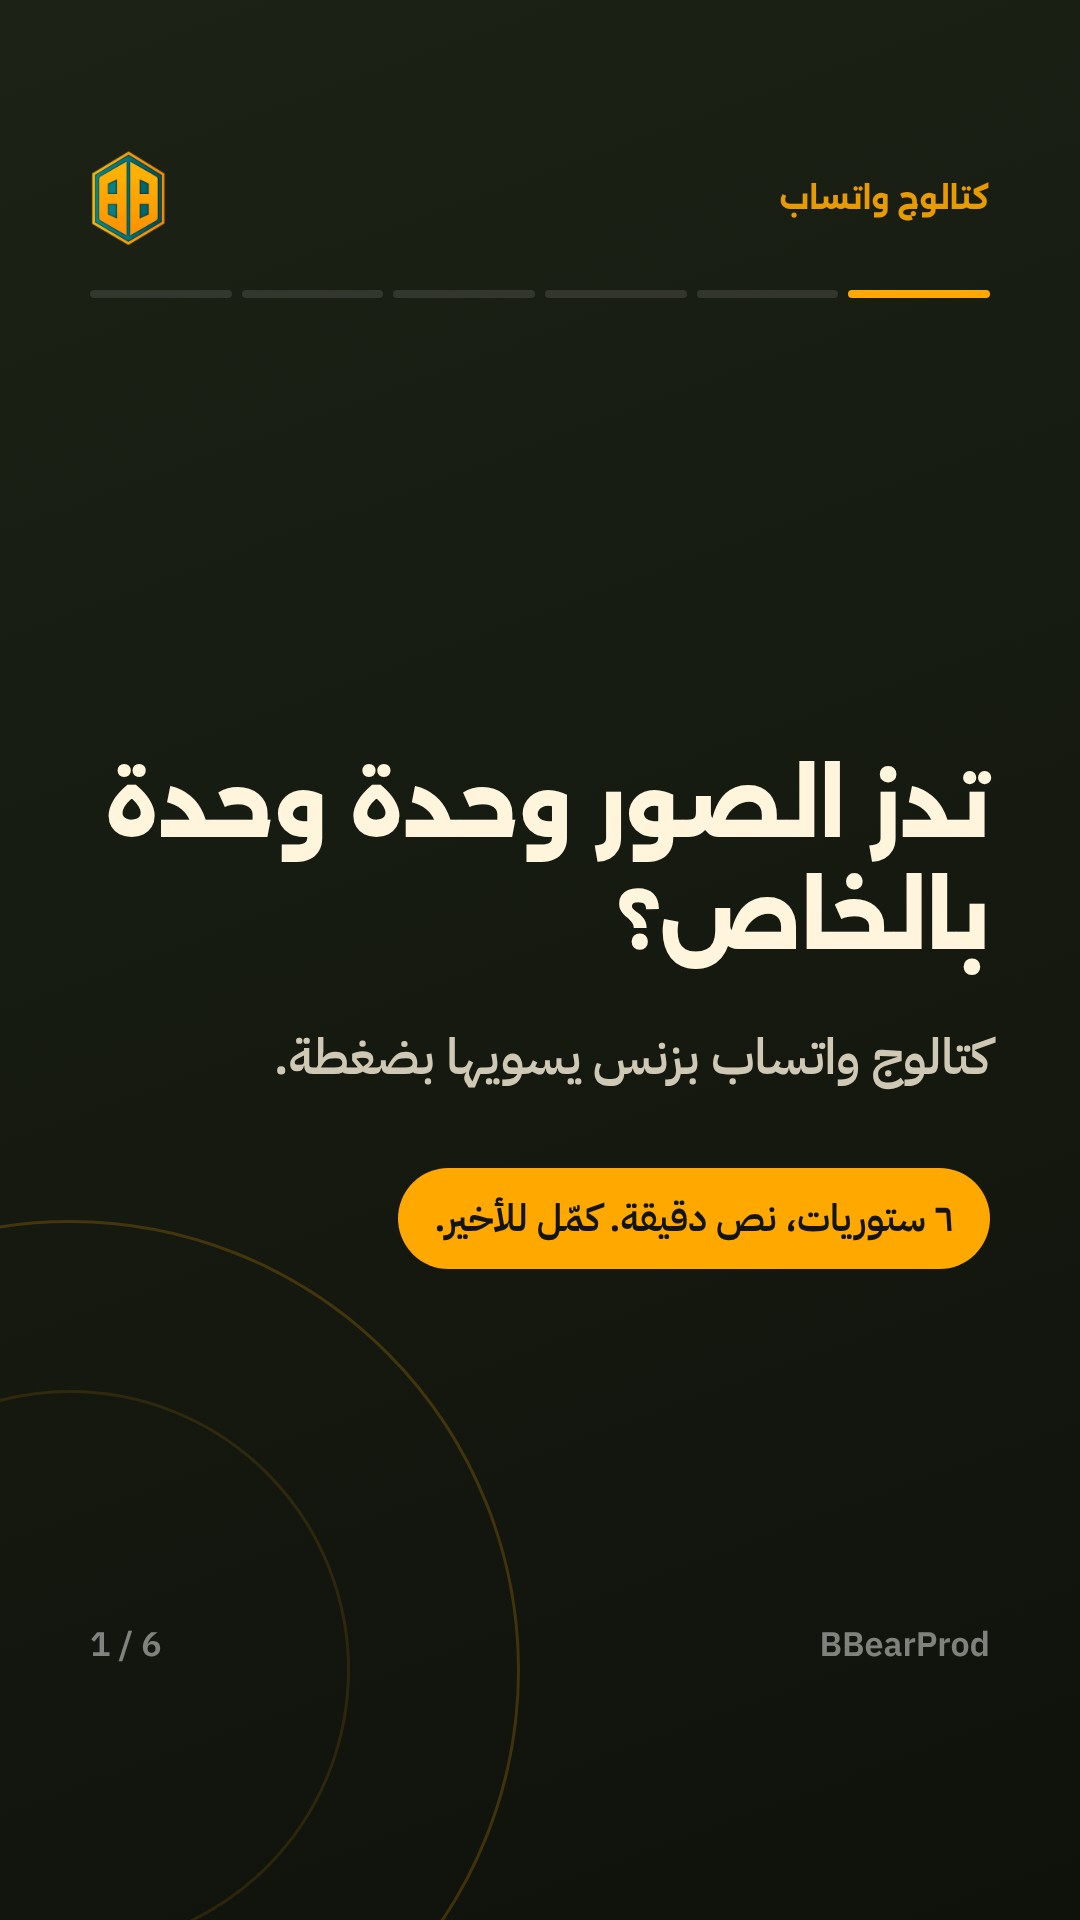 كتالوج واتساب
تدز الصور وحدة وحدة
بالخاص؟
كتالوج واتساب بزنس يسويها بضغطة.
٦ ستوريات، نص دقيقة. كمّل للأخير.
BBearProd
1 / 6